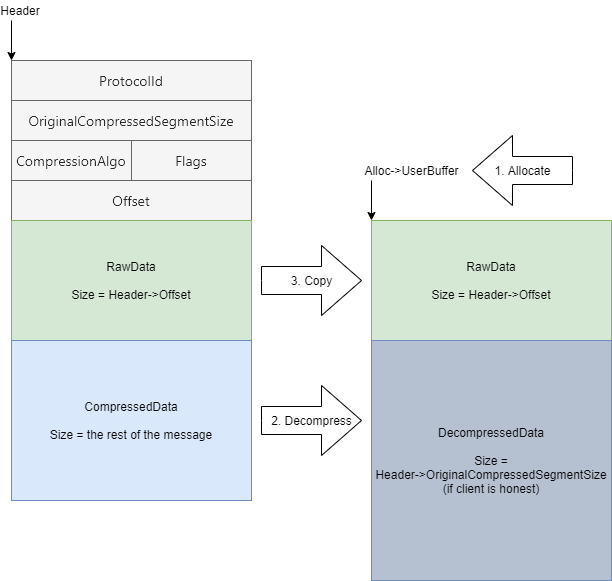 Header
ProtocolId
OriginalCompressedSegmentSize
CompressionAlgo
Flags
Offset
RawData
Size = Header->Offset
CompressedData
Size = the rest of the message
1. Allocate
Alloc->UserBuffer
3. Copy
2. Decompress
RawData
Size = Header->Offset
DecompressedData
Size =
Header->OriginalCompressedSegmentSize
(if client is honest)